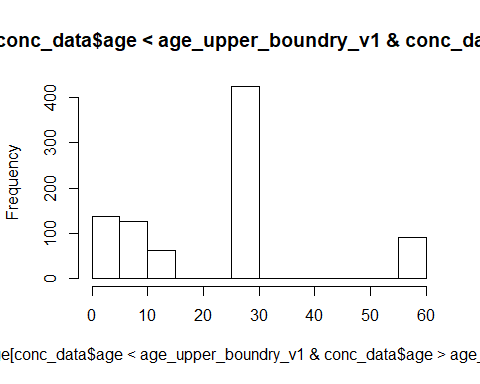 conc_data$age < age_upper_boundry_v1 & conc_da
Frequency
400
300
200
100
0
0 10 20 30 40 50 60
ge[conc_data$age < age_upper_boundry_v1 & conc_data$age > age_